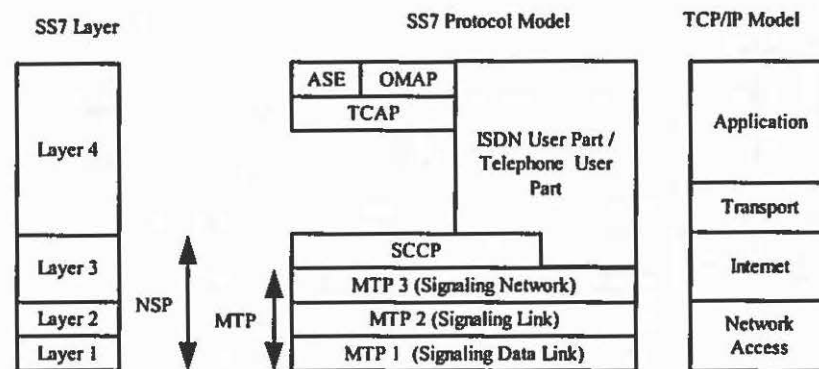 SS7 Layer
SS7 Protocol Model
TCP/IP Model
Layer 4
Layer 3
Layer 2
Layer 1
NSP
MTP
ASE
OMAP
TCAP
ISDN User Part /
Telephone User
Part
SCCP
MTP 3 (Signaling Network)
MTP 2 (Signaling Link)
MTP 1 (Signaling Data Link)
Application
Transport
Internet
Network
Access